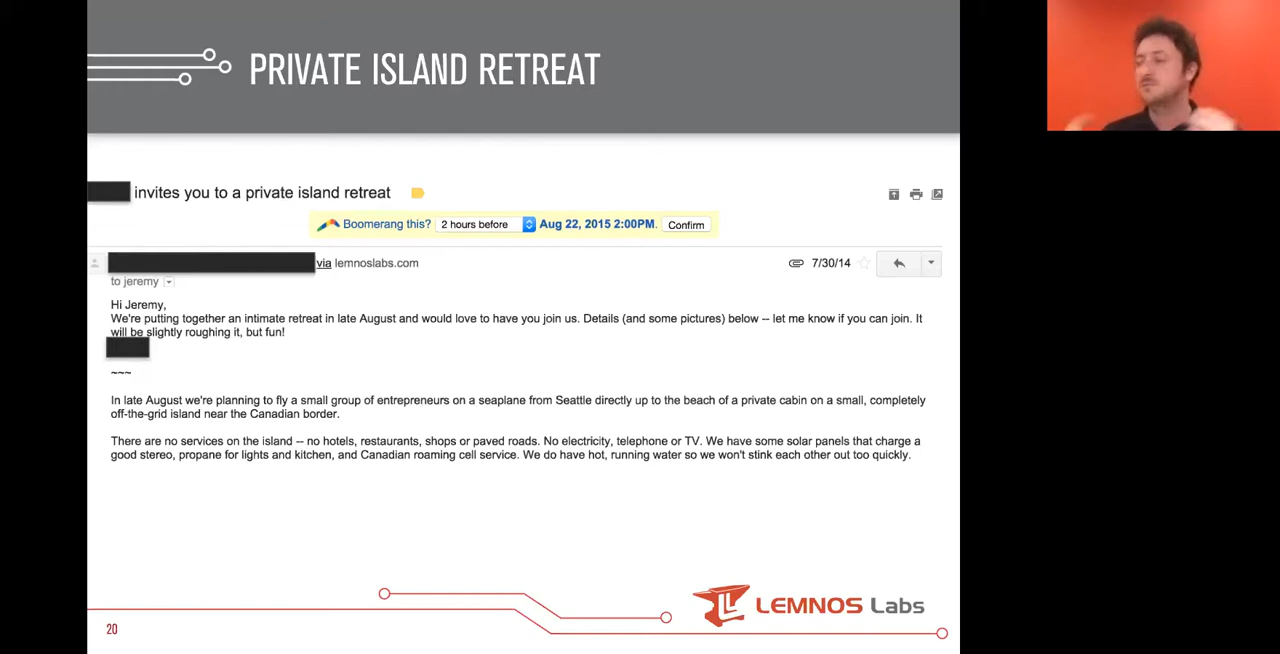 PRIVATE ISLAND RETREAT
invites you to a private island retreat
Boomerang this? 2 hours before Aug 22, 2015 2:00PM. Confirm
via lemnoslabs.com 7/30/14
to jeremy
Hi Jeremy,
We're putting together an intimate retreat in late August and would love to have you join us. Details (and some pictures) below -- let me know if you can join. It
will be slightly roughing it, but fun!
~~~
In late August we're planning to fly a small group of entrepreneurs on a seaplane from Seattle directly up to the beach of a private cabin on a small, completely
off-the-grid island near the Canadian border.
There are no services on the island -- no hotels, restaurants, shops or paved roads. No electricity, telephone or TV. We have some solar panels that charge a
good stereo, propane for lights and kitchen, and Canadian roaming cell service. We do have hot, running water so we won't stink each other out too quickly.
LL LEMNOS Labs
20